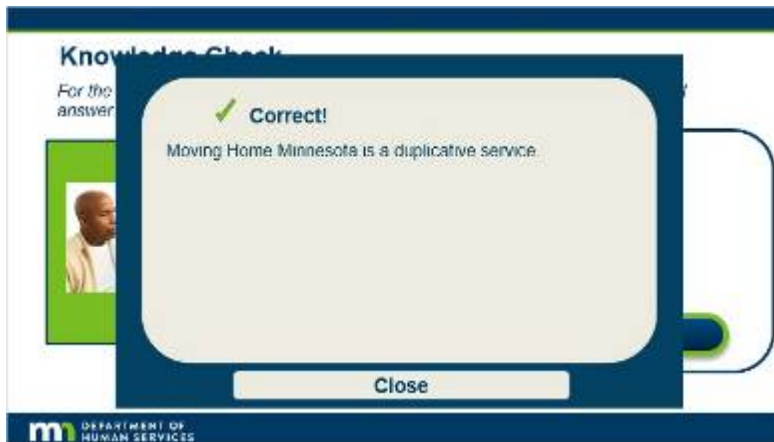 Knowledge Check
For the
answer
Correct!
Moving Home Minnesota is a duplicative service.
Close
DEPARTMENT OF
HUMAN SERVICES